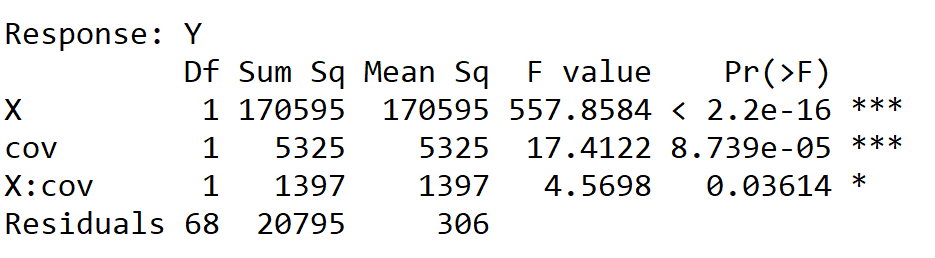 Response: Y
Df Sum Sq Mean Sq F value Pr(>F)
X 1 170595 170595 557.8584 < 2.2e-16 ***
cov 1 5325 5325 17.4122 8.739e-05 ***
X:cov 1 1397 1397 4.5698 0.03614 *
Residuals 68 20795 306